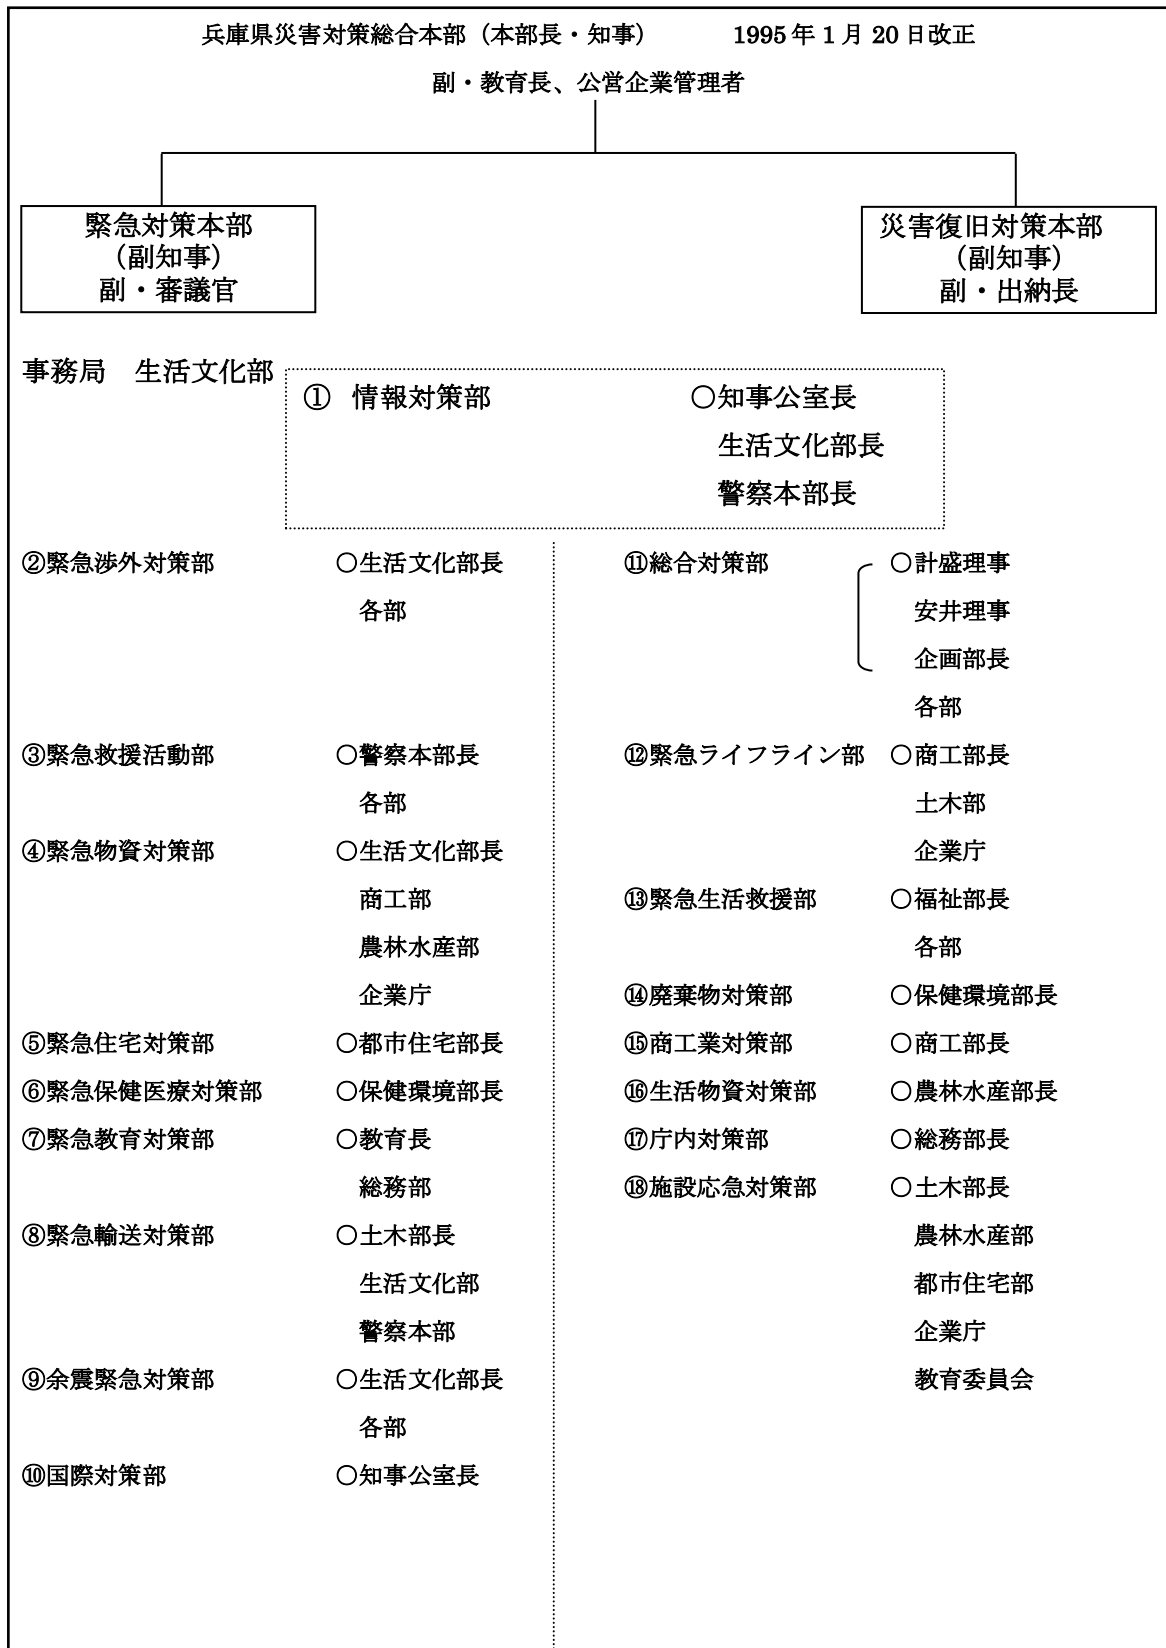 兵庫県災害対策総合本部（本部長・知事） 1995年1月20日改正
副・教育長、公営企業管理者
緊急対策本部
（副知事）
副・審議官
災害復旧対策本部
（副知事）
副・出納長
事務局 生活文化部
① 情報対策部 〇知事公室長
生活文化部長
警察本部長
②緊急渉外対策部 〇生活文化部長
各部
③緊急救援活動部 〇警察本部長
各部
④緊急物資対策部 〇生活文化部長
商工部
農林水産部
企業庁
⑤緊急住宅対策部 〇都市住宅部長
⑥緊急保健医療対策部 〇保健環境部長
⑦緊急教育対策部 〇教育長
総務部
⑧緊急輸送対策部 〇土木部長
生活文化部
警察本部
⑨余震緊急対策部 〇生活文化部長
各部
⑩国際対策部 〇知事公室長
⑪総合対策部 〇計盛理事
安井理事
企画部長
各部
⑫緊急ライフライン部 〇商工部長
土木部
企業庁
⑬緊急生活救援部 〇福祉部長
各部
⑭廃棄物対策部 〇保健環境部長
⑮商工業対策部 〇商工部長
⑯生活物資対策部 〇農林水産部長
⑰庁内対策部 〇総務部長
⑱施設応急対策部 〇土木部長
農林水産部
都市住宅部
企業庁
教育委員会